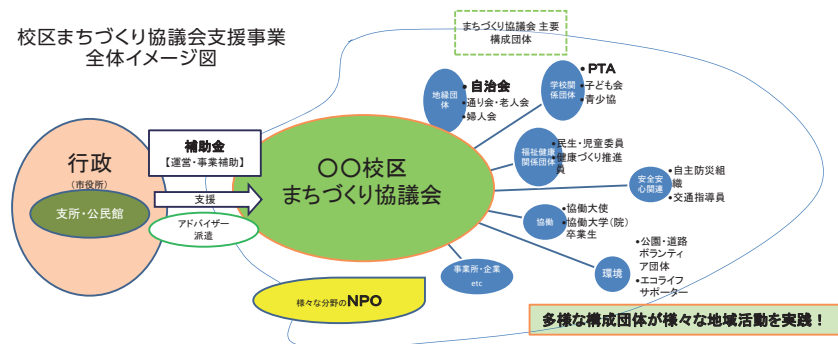 校区まちづくり協議会支援事業
全体イメージ図
まちづくり協議会 主要
構成団体
行政
(市役所)
支所・公民館
補助金
【運営・事業補助】
支援
アドバイザー
派遣
〇〇校区
まちづくり協議会
地縁団
体
•自治会
•通り会・老人会
•婦人会
学校関
係団体
•PTA
•子ども会
•青少協
福祉健康
関係団体
•民生・児童委員
•健康づくり推進
員
安全安
心関連
•自主防災組
織
•交通指導員
協働
•協働大使
•協働大学(院)
卒業生
環境
•公園・道路
ボランティ
ア団体
•エコライフ
サポーター
事業所・企業
etc
様々な分野のNPO
多様な構成団体が様々な地域活動を実践！